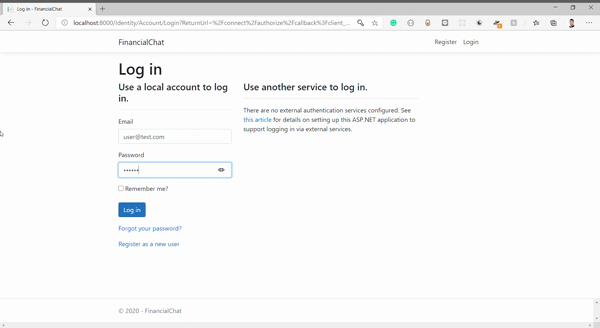 Log in - FinancialChat
localhost:8000/Identity/Account/Login?ReturnUrl=%2Fconnect%2Fauthorize%2Fcallback%3Fclient_...
FinancialChat
Register
Login
Log in
Use a local account to log
in.
Email
user@test.com
Password
••••••
Remember me?
Log in
Forgot your password?
Register as a new user
Use another service to log in.
There are no external authentication services configured. See
this article for details on setting up this ASP.NET application to
support logging in via external services.
© 2020 - FinancialChat